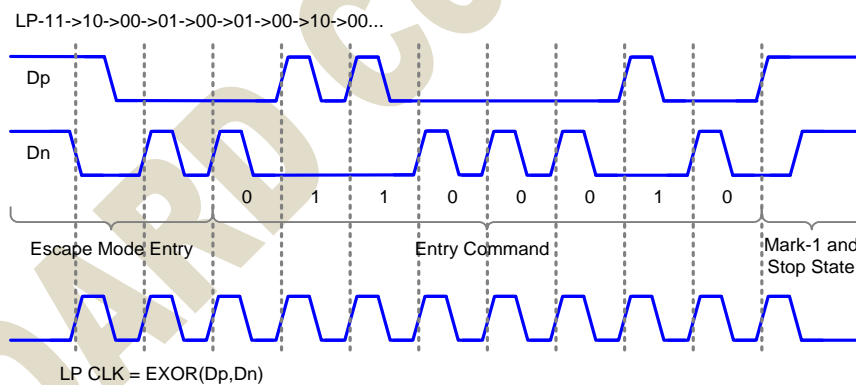 LP-11->10->00->01->00->01->00->10->00...
Dp
Dn
0 1 1 0 0 0 1 0
Escape Mode Entry
Entry Command
Mark-1 and
Stop State
LP CLK = EXOR(Dp,Dn)